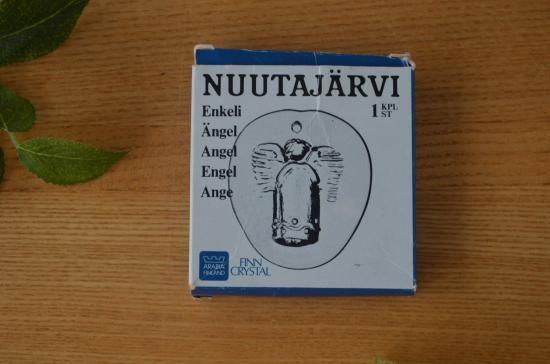 NUUTAJÄRVI
Enkeli
1 KPL
ST
Ängel
Angel
Engel
Ange
ARABIA
FINLAND
FINN
CRYSTAL